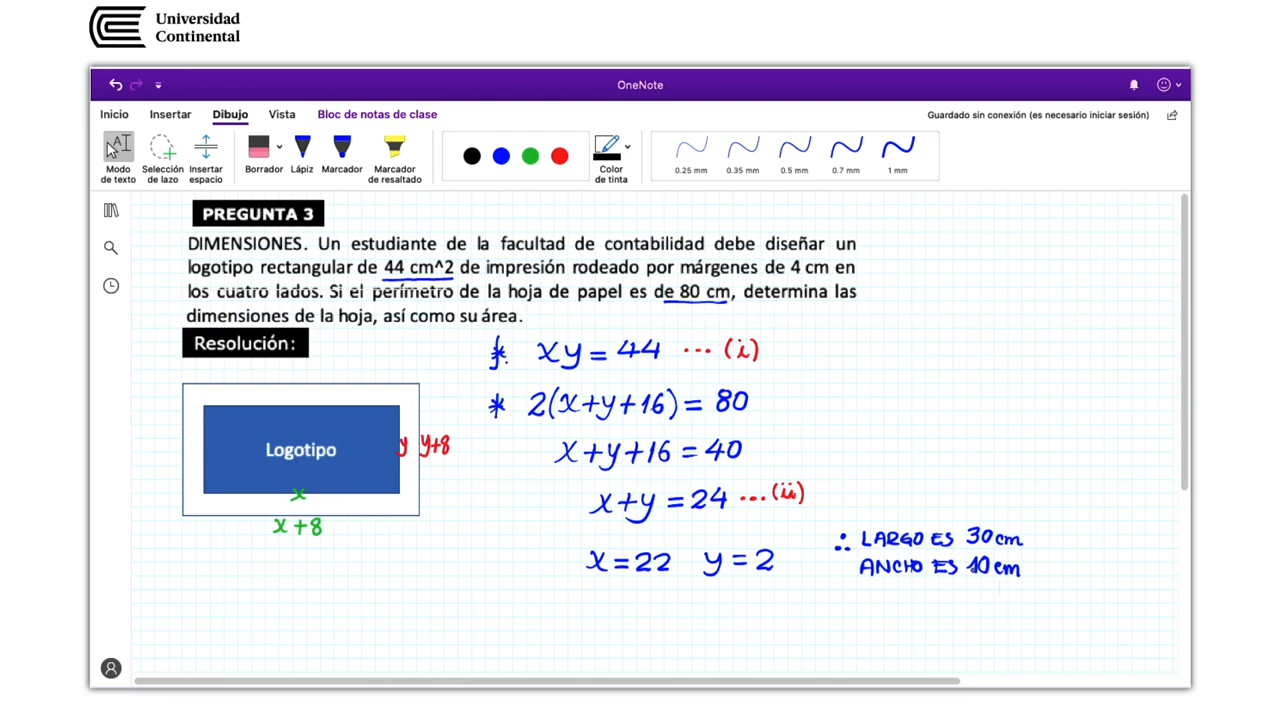 Universidad
Continental
OneNote
Inicio Insertar Dibujo Vista Bloc de notas de clase
Guardado sin conexión (es necesario iniciar sesión)
Modo de texto
Selección de lazo
Insertar espacio
Borrador
Lápiz
Marcador
Marcador de resaltado
Color de tinta
0.25 mm 0.35 mm 0.5 mm 0.7 mm 1 mm
PREGUNTA 3
DIMENSIONES. Un estudiante de la facultad de contabilidad debe diseñar un
logotipo rectangular de 44 cm^2 de impresión rodeado por márgenes de 4 cm en
los cuatro lados. Si el perímetro de la hoja de papel es de 80 cm, determina las
dimensiones de la hoja, así como su área.
Resolución:
* xy = 44 ... (i)
* 2(x+y+16) = 80
x+y+16 = 40
x+y = 24 ... (ii)
x = 22 y = 2
Logotipo
y y+8
x
x+8
∴ LARGO ES 30 cm
ANCHO ES 10 cm